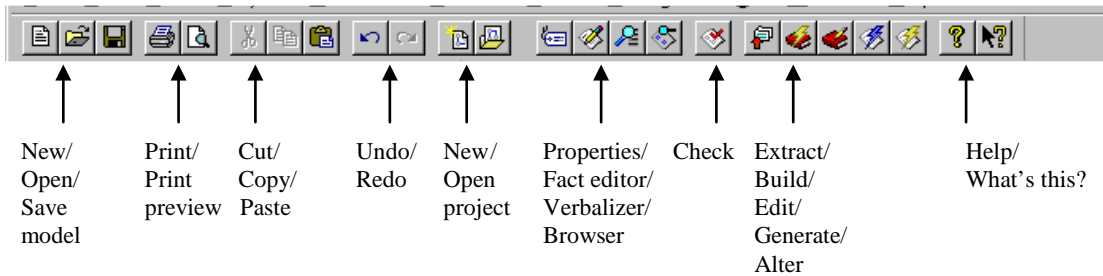 New/
Open/
Save
model
Print/
Print
preview
Cut/
Copy/
Paste
Undo/
Redo
New/
Open
project
Properties/
Fact editor/
Verbalizer/
Browser
Check
Extract/
Build/
Edit/
Generate/
Alter
Help/
What's this?